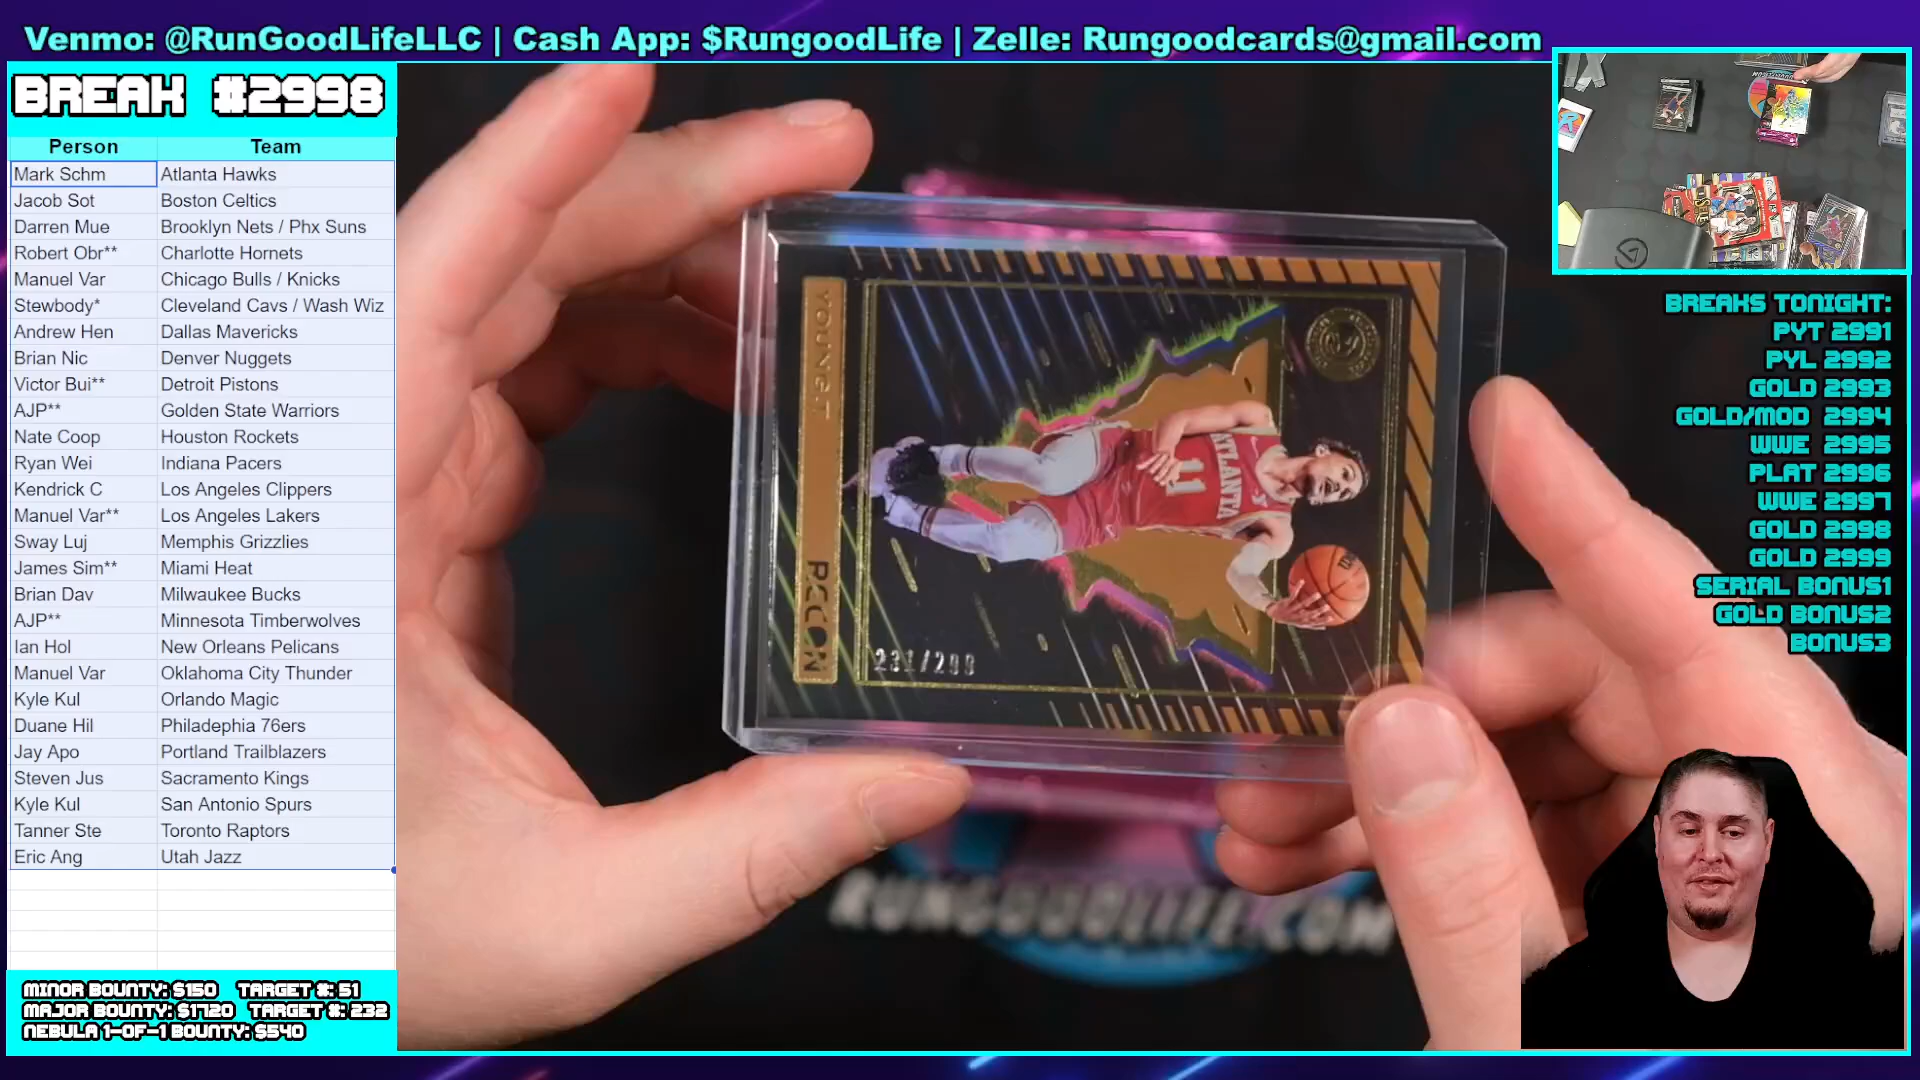 Venmo: @RunGoodLifeLLC | Cash App: $RungoodLife | Zelle: Rungoodcards@gmail.com
BREAK #2998
Person Team
Mark Schm Atlanta Hawks
Jacob Sot Boston Celtics
Darren Mue Brooklyn Nets / Phx Suns
Robert Obr** Charlotte Hornets
Manuel Var Chicago Bulls / Knicks
Stewbody* Cleveland Cavs / Wash Wiz
Andrew Hen Dallas Mavericks
Brian Nic Denver Nuggets
Victor Bui** Detroit Pistons
AJP** Golden State Warriors
Nate Coop Houston Rockets
Ryan Wei Indiana Pacers
Kendrick C Los Angeles Clippers
Manuel Var** Los Angeles Lakers
Sway Luj Memphis Grizzlies
James Sim** Miami Heat
Brian Dav Milwaukee Bucks
AJP** Minnesota Timberwolves
Ian Hol New Orleans Pelicans
Manuel Var Oklahoma City Thunder
Kyle Kul Orlando Magic
Duane Hil Philadephia 76ers
Jay Apo Portland Trailblazers
Steven Jus Sacramento Kings
Kyle Kul San Antonio Spurs
Tanner Ste Toronto Raptors
Eric Ang Utah Jazz
MINOR BOUNTY: $150 TARGET #: 51
MAJOR BOUNTY: $1720 TARGET #: 232
NEBULA 1-OF-1 BOUNTY: $540
YOUNG T
RECON
ATLANTA
11
RUNGOODLIFE.COM
BREAKS TONIGHT:
PYT 2991
PYL 2992
GOLD 2993
GOLD/MOD 2994
WWE 2995
PLAT 2996
WWE 2997
GOLD 2998
GOLD 2999
SERIAL BONUS1
GOLD BONUS2
BONUS3